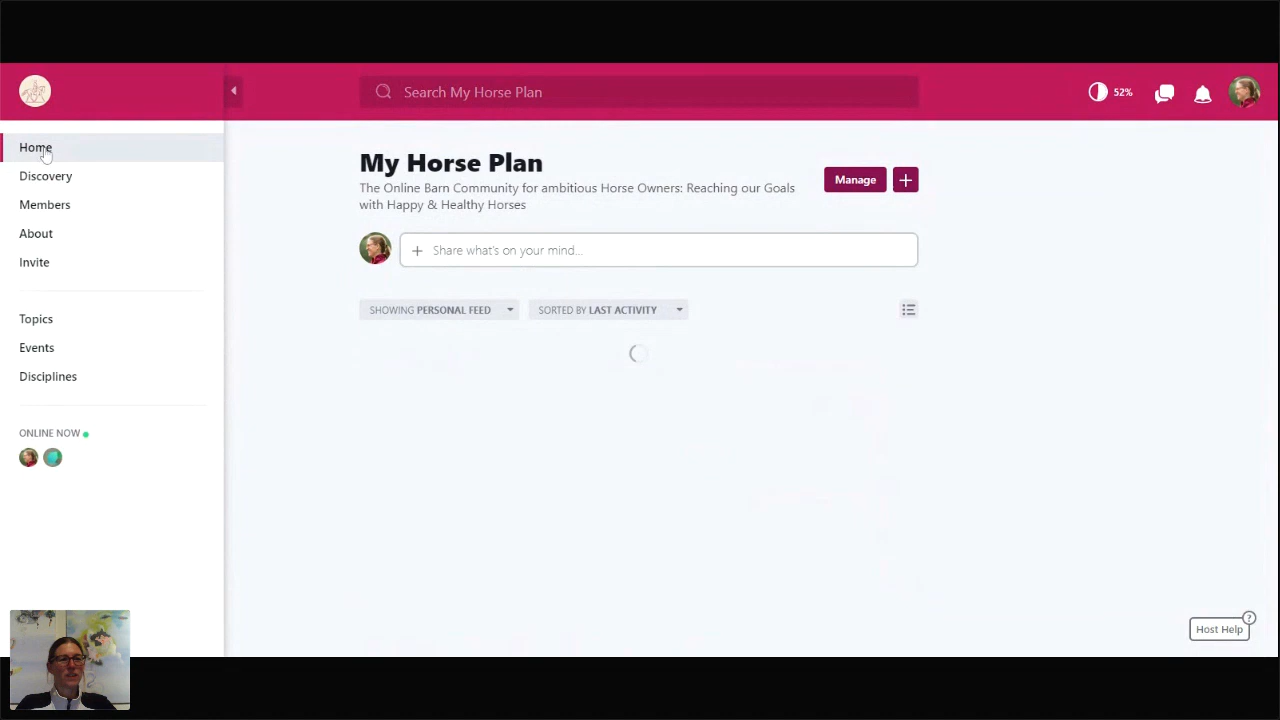 Search My Horse Plan
52%
Home
Discovery
Members
About
Invite
Topics
Events
Disciplines
ONLINE NOW
My Horse Plan
The Online Barn Community for ambitious Horse Owners: Reaching our Goals
with Happy & Healthy Horses
Manage
+
+ Share what's on your mind...
SHOWING PERSONAL FEED
SORTED BY LAST ACTIVITY
?
Host Help